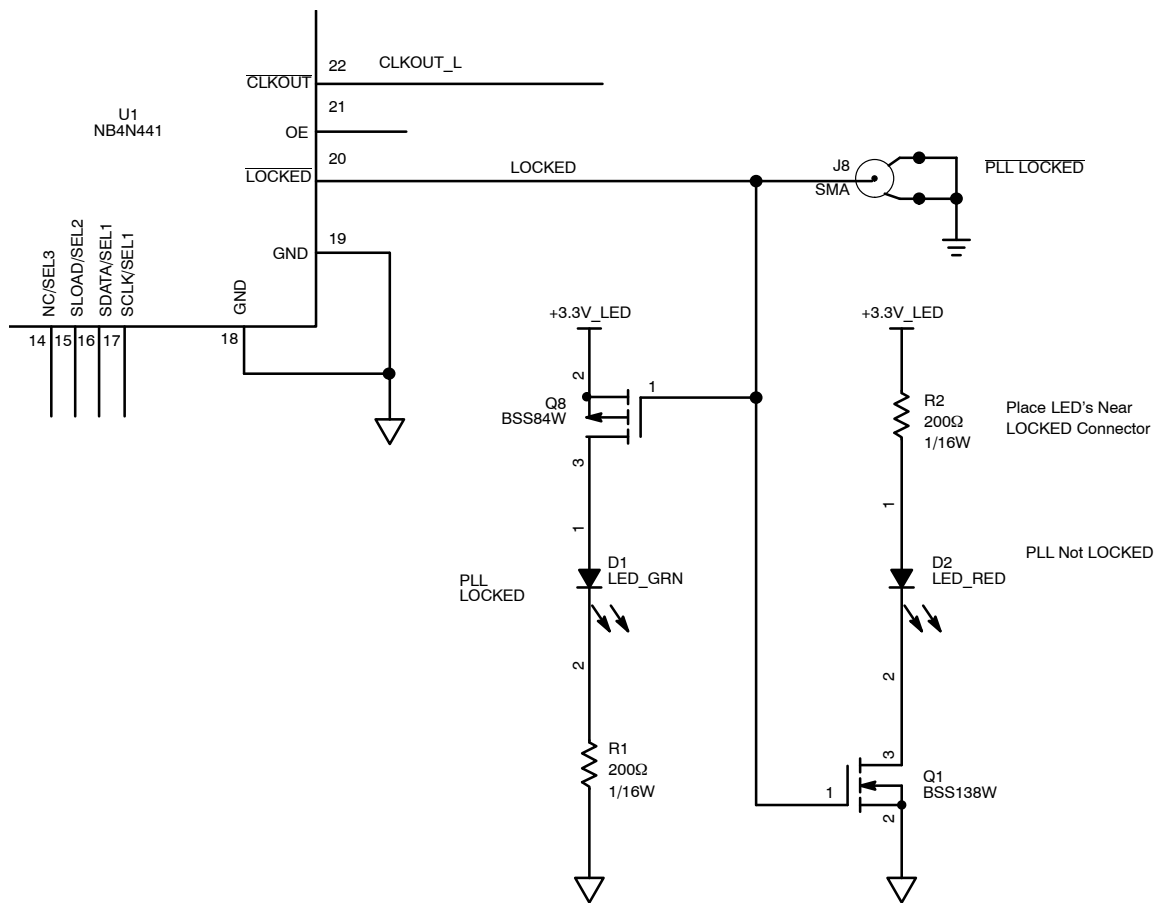 22
CLKOUT_L
CLKOUT
21
U1
NB4N441
OE
20
LOCKED
LOCKED
J8
SMA
PLL LOCKED
19
GND
NC/SEL3
SLOAD/SEL2
SDATA/SEL1
SCLK/SEL1
GND
14
15
16
17
18
+3.3V_LED
+3.3V_LED
2
1
Q8
BSS84W
3
R2
200Ω
1/16W
Place LED's Near
LOCKED Connector
1
1
PLL Not LOCKED
D1
LED_GRN
D2
LED_RED
PLL
LOCKED
2
2
R1
200Ω
1/16W
3
1
Q1
BSS138W
2